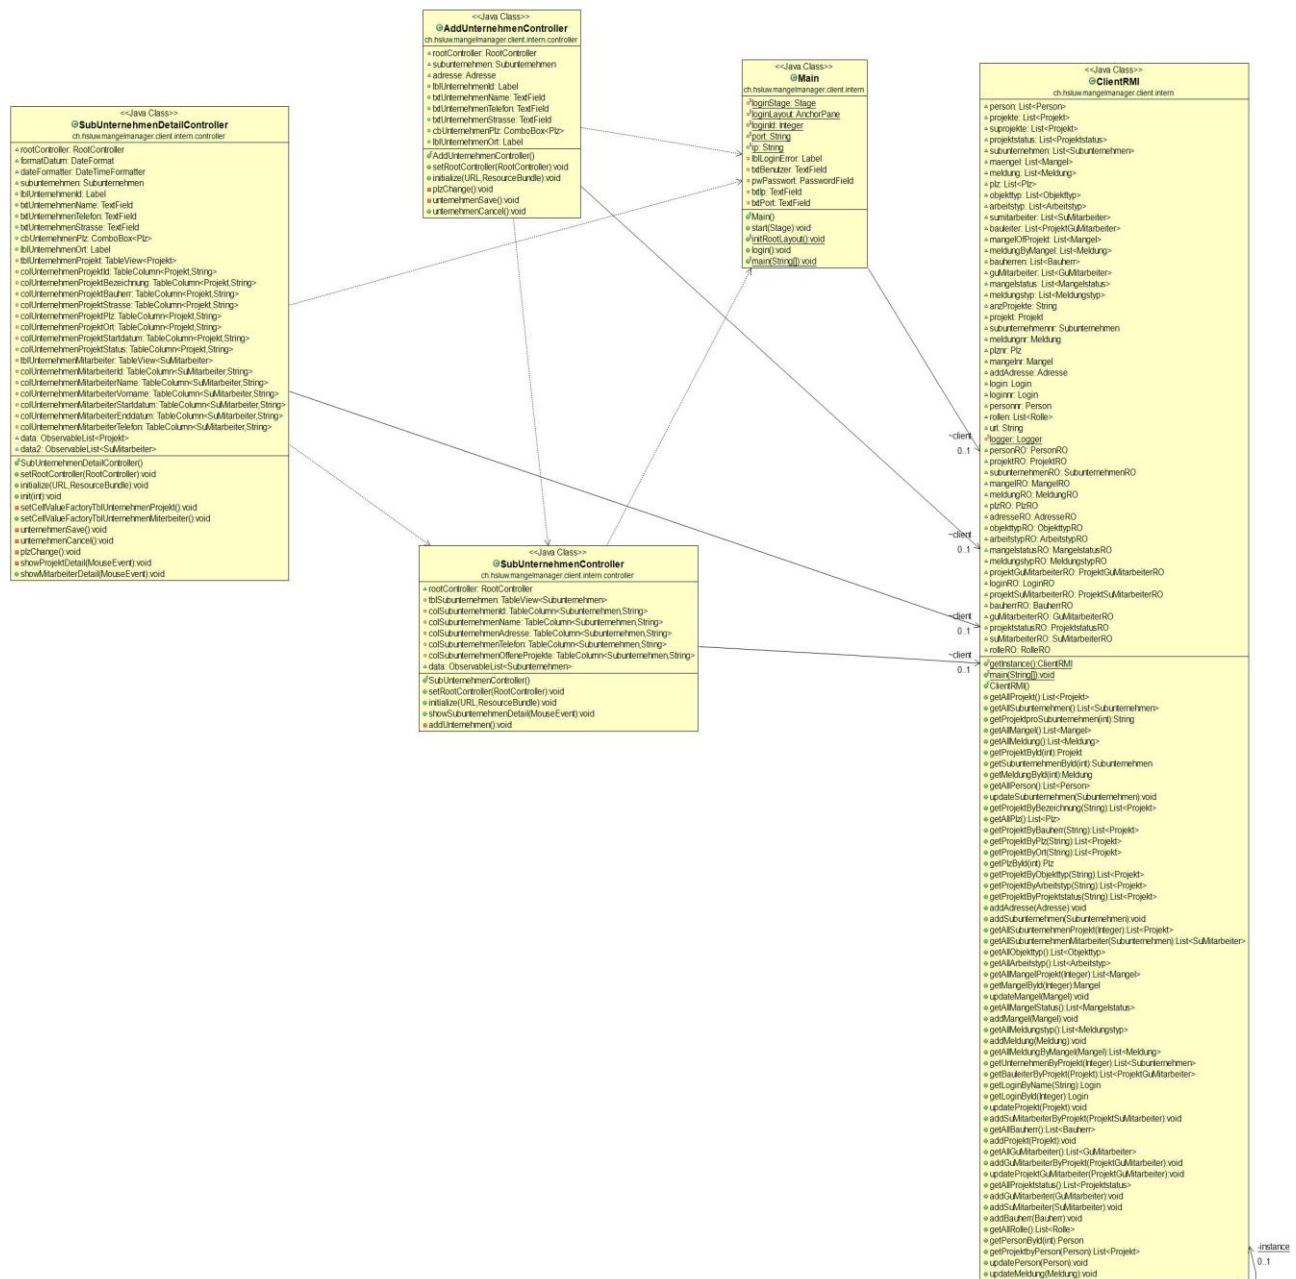 <<Java Class>>
AddUnternehmenController
ch.hsluw.mangelmanager.client.intern.controller
rootController: RootController
subunternehmen: Subunternehmen
adresse: Adresse
lblUnternehmenId: Label
txtUnternehmenName: TextField
txtUnternehmenTelefon: TextField
txtUnternehmenStrasse: TextField
cbUnternehmenPlz: ComboBox<Plz>
lblUnternehmenOrt: Label
AddUnternehmenController()
setRootController(RootController):void
initialize(URL,ResourceBundle):void
plzChange():void
unternehmenSave():void
unternehmenCancel():void
<<Java Class>>
Main
ch.hsluw.mangelmanager.client.intern
loginStage: Stage
loginLayout: AnchorPane
loginId: Integer
port: String
ip: String
lblLoginError: Label
txtBenutzer: TextField
pwPasswort: PasswordField
txtIp: TextField
txtPort: TextField
Main()
start(Stage):void
initRootLayout():void
login():void
main(String[]):void
<<Java Class>>
SubUnternehmenDetailController
ch.hsluw.mangelmanager.client.intern.controller
rootController: RootController
formatDatum: DateFormat
dateFormatter: DateTimeFormatter
subunternehmen: Subunternehmen
lblUnternehmenId: Label
txtUnternehmenName: TextField
txtUnternehmenTelefon: TextField
txtUnternehmenStrasse: TextField
cbUnternehmenPlz: ComboBox<Plz>
lblUnternehmenOrt: Label
tblUnternehmenProjekt: TableView<Projekt>
colUnternehmenProjektId: TableColumn<Projekt,String>
colUnternehmenProjektBezeichnung: TableColumn<Projekt,String>
colUnternehmenProjektBauherr: TableColumn<Projekt,String>
colUnternehmenProjektStrasse: TableColumn<Projekt,String>
colUnternehmenProjektPlz: TableColumn<Projekt,String>
colUnternehmenProjektOrt: TableColumn<Projekt,String>
colUnternehmenProjektStartdatum: TableColumn<Projekt,String>
colUnternehmenProjektStatus: TableColumn<Projekt,String>
tblUnternehmenMitarbeiter: TableView<SuMitarbeiter>
colUnternehmenMitarbeiterId: TableColumn<SuMitarbeiter,String>
colUnternehmenMitarbeiterName: TableColumn<SuMitarbeiter,String>
colUnternehmenMitarbeiterVorname: TableColumn<SuMitarbeiter,String>
colUnternehmenMitarbeiterStartdatum: TableColumn<SuMitarbeiter,String>
colUnternehmenMitarbeiterEnddatum: TableColumn<SuMitarbeiter,String>
colUnternehmenMitarbeiterTelefon: TableColumn<SuMitarbeiter,String>
data: ObservableList<Projekt>
data2: ObservableList<SuMitarbeiter>
SubUnternehmenDetailController()
setRootController(RootController):void
initialize(URL,ResourceBundle):void
init(int):void
setCellValueFactoryTblUnternehmenProjekt():void
setCellValueFactoryTblUnternehmenMiterbeiter():void
unternehmenSave():void
unternehmenCancel():void
plzChange():void
showProjektDetail(MouseEvent):void
showMitarbeiterDetail(MouseEvent):void
<<Java Class>>
SubUnternehmenController
ch.hsluw.mangelmanager.client.intern.controller
rootController: RootController
tblSubunternehmen: TableView<Subunternehmen>
colSubunternehmenId: TableColumn<Subunternehmen,String>
colSubunternehmenName: TableColumn<Subunternehmen,String>
colSubunternehmenAdresse: TableColumn<Subunternehmen,String>
colSubunternehmenTelefon: TableColumn<Subunternehmen,String>
colSubunternehmenOffeneProjekte: TableColumn<Subunternehmen,String>
data: ObservableList<Subunternehmen>
SubUnternehmenController()
setRootController(RootController):void
initialize(URL,ResourceBundle):void
showSubunternehmenDetail(MouseEvent):void
addUnternehmen():void
~client
0..1
~client
0..1
~client
0..1
~client
0..1
<<Java Class>>
ClientRMI
ch.hsluw.mangelmanager.client.intern
person: List<Person>
projekte: List<Projekt>
suprojekte: List<Projekt>
projektstatus: List<Projektstatus>
subunternehmen: List<Subunternehmen>
maengel: List<Mangel>
meldung: List<Meldung>
plz: List<Plz>
objekttyp: List<Objekttyp>
arbeitstyp: List<Arbeitstyp>
sumitarbeiter: List<SuMitarbeiter>
bauleiter: List<ProjektGuMitarbeiter>
mangelOfProjekt: List<Mangel>
meldungByMangel: List<Meldung>
bauherren: List<Bauherr>
guMitarbeiter: List<GuMitarbeiter>
mangelstatus: List<Mangelstatus>
meldungstyp: List<Meldungstyp>
anzProjekte: String
projekt: Projekt
subunternehmennr: Subunternehmen
meldungnr: Meldung
plznr: Plz
mangelnr: Mangel
addAdresse: Adresse
login: Login
loginnr: Login
personnr: Person
rollen: List<Rolle>
url: String
logger: Logger
personRO: PersonRO
projektRO: ProjektRO
subunternehmenRO: SubunternehmenRO
mangelRO: MangelRO
meldungRO: MeldungRO
plzRO: PlzRO
adresseRO: AdresseRO
objekttypRO: ObjekttypRO
arbeitstypRO: ArbeitstypRO
mangelstatusRO: MangelstatusRO
meldungstypRO: MeldungstypRO
projektGuMitarbeiterRO: ProjektGuMitarbeiterRO
loginRO: LoginRO
projektSuMitarbeiterRO: ProjektSuMitarbeiterRO
bauherrRO: BauherrRO
guMitarbeiterRO: GuMitarbeiterRO
projektstatusRO: ProjektstatusRO
suMitarbeiterRO: SuMitarbeiterRO
rolleRO: RolleRO
getInstance():ClientRMI
main(String[]):void
ClientRMI()
getAllProjekt():List<Projekt>
getAllSubunternehmen():List<Subunternehmen>
getProjektproSubunternehmen(int):String
getAllMangel():List<Mangel>
getAllMeldung():List<Meldung>
getProjektById(int):Projekt
getSubunternehmenById(int):Subunternehmen
getMeldungById(int):Meldung
getAllPerson():List<Person>
updateSubunternehmen(Subunternehmen):void
getProjektByBezeichnung(String):List<Projekt>
getAllPlz():List<Plz>
getProjektByBauherr(String):List<Projekt>
getProjektByPlz(String):List<Projekt>
getProjektByOrt(String):List<Projekt>
getPlzById(int):Plz
getProjektByObjekttyp(String):List<Projekt>
getProjektByArbeitstyp(String):List<Projekt>
getProjektByProjektstatus(String):List<Projekt>
addAdresse(Adresse):void
addSubunternehmen(Subunternehmen):void
getAllSubunternehmenProjekt(Integer):List<Projekt>
getAllSubunternehmenMitarbeiter(Subunternehmen):List<SuMitarbeiter>
getAllObjekttyp():List<Objekttyp>
getAllArbeitstyp():List<Arbeitstyp>
getAllMangelProjekt(Integer):List<Mangel>
getMangelById(Integer):Mangel
updateMangel(Mangel):void
getAllMangelStatus():List<Mangelstatus>
addMangel(Mangel):void
getAllMeldungstyp():List<Meldungstyp>
addMeldung(Meldung):void
getAllMeldungByMangel(Mangel):List<Meldung>
getUnternehmenByProjekt(Integer):List<Subunternehmen>
getBauleiterByProjekt(Projekt):List<ProjektGuMitarbeiter>
getLoginByName(String):Login
getLoginById(Integer):Login
updateProjekt(Projekt):void
addSuMitarbeiterByProjekt(ProjektSuMitarbeiter):void
getAllBauherr():List<Bauherr>
addProjekt(Projekt):void
getAllGuMitarbeiter():List<GuMitarbeiter>
addGuMitarbeiterByProjekt(ProjektGuMitarbeiter):void
updateProjektGuMitarbeiter(ProjektGuMitarbeiter):void
getAllProjektstatus():List<Projektstatus>
addGuMitarbeiter(GuMitarbeiter):void
addSuMitarbeiter(SuMitarbeiter):void
addBauherr(Bauherr):void
getAllRolle():List<Rolle>
getPersonById(int):Person
getProjektbyPerson(Person):List<Projekt>
updatePerson(Person):void
updateMeldung(Meldung):void
-instance
0..1